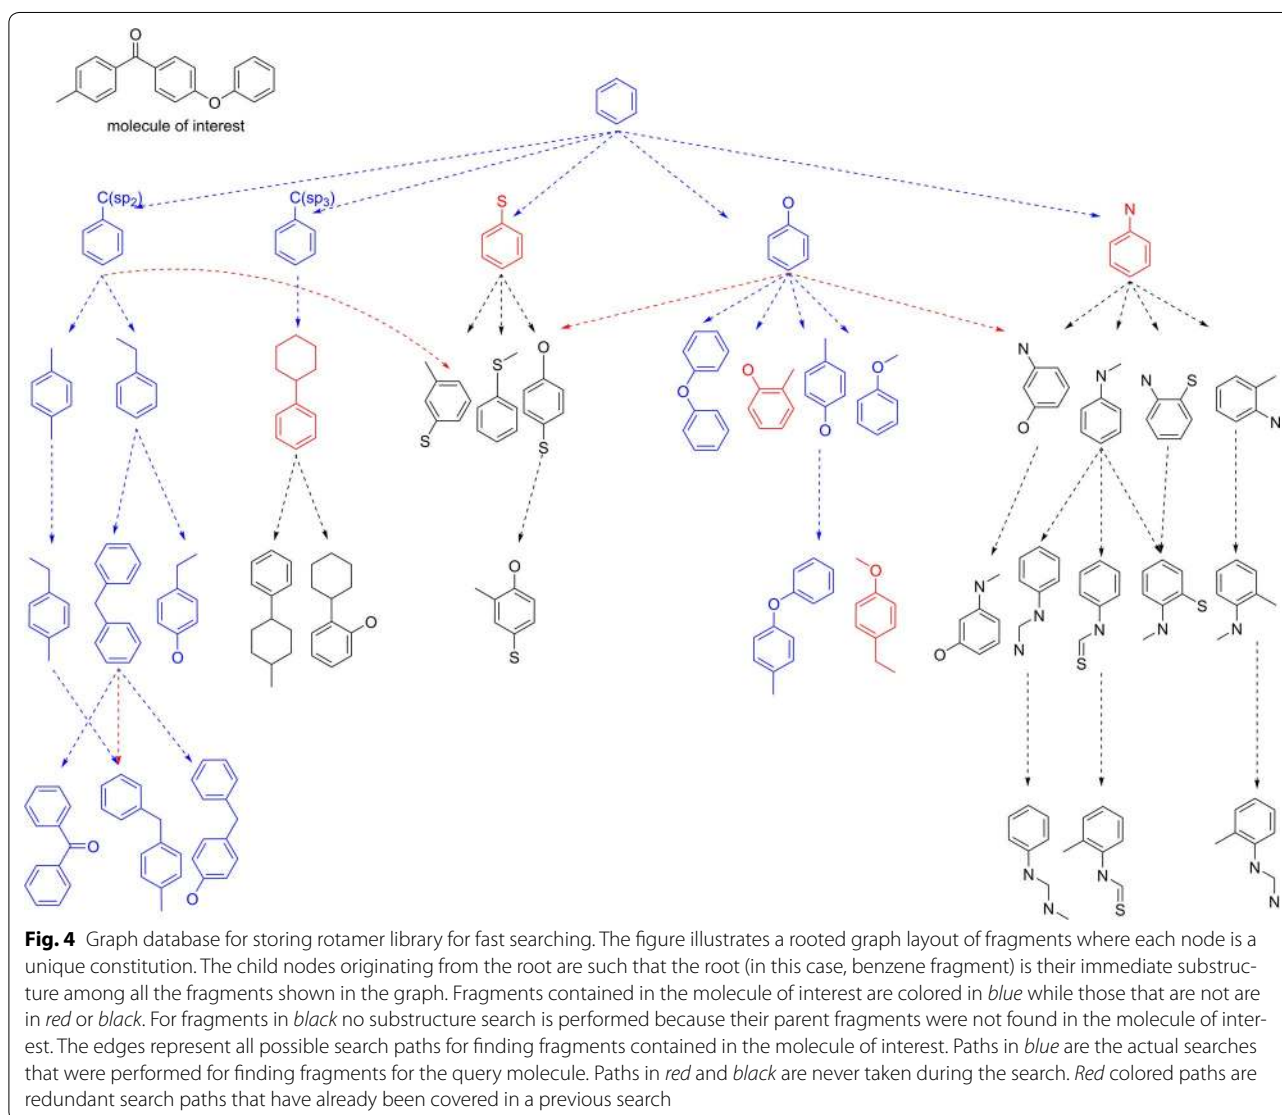 O
O
molecule of interest
C(sp2)
C(sp3)
S
O
N
S
S
O
S
O
O
O
O
N
O
N
N
S
N
O
O
S
O
O
N
O
N
N
N
S
N
S
N
O
O
N
N
N
S
N
N
Fig. 4 Graph database for storing rotamer library for fast searching. The figure illustrates a rooted graph layout of fragments where each node is a
unique constitution. The child nodes originating from the root are such that the root (in this case, benzene fragment) is their immediate substruc-
ture among all the fragments shown in the graph. Fragments contained in the molecule of interest are colored in blue while those that are not are
in red or black. For fragments in black no substructure search is performed because their parent fragments were not found in the molecule of inter-
est. The edges represent all possible search paths for finding fragments contained in the molecule of interest. Paths in blue are the actual searches
that were performed for finding fragments for the query molecule. Paths in red and black are never taken during the search. Red colored paths are
redundant search paths that have already been covered in a previous search